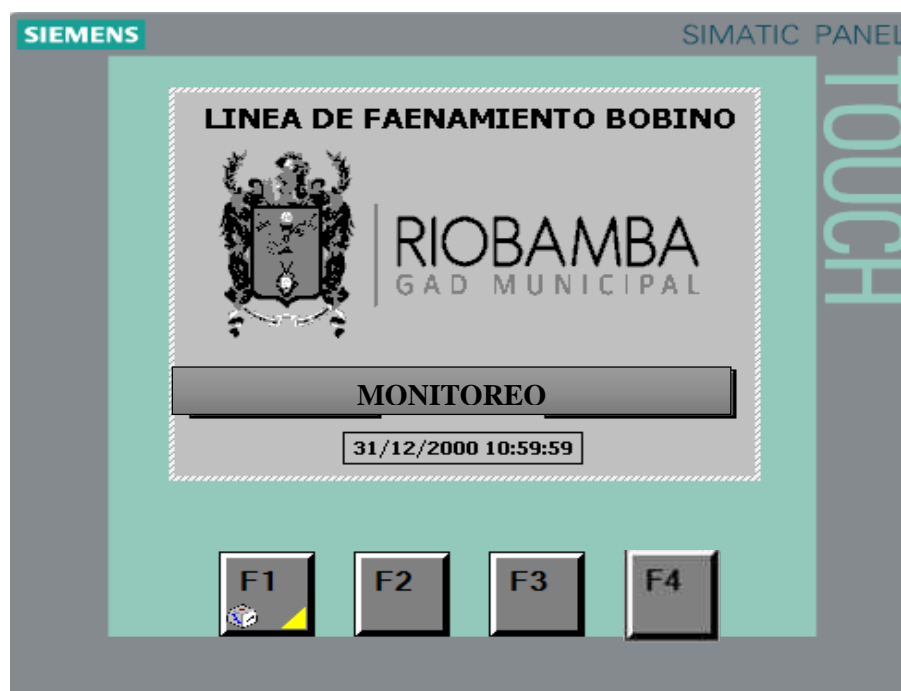 SIEMENS
SIMATIC PANEL
TOUCH
LINEA DE FAENAMIENTO BOBINO
RIOBAMBA
GAD MUNICIPAL
MONITOREO
31/12/2000 10:59:59
F1
F2
F3
F4